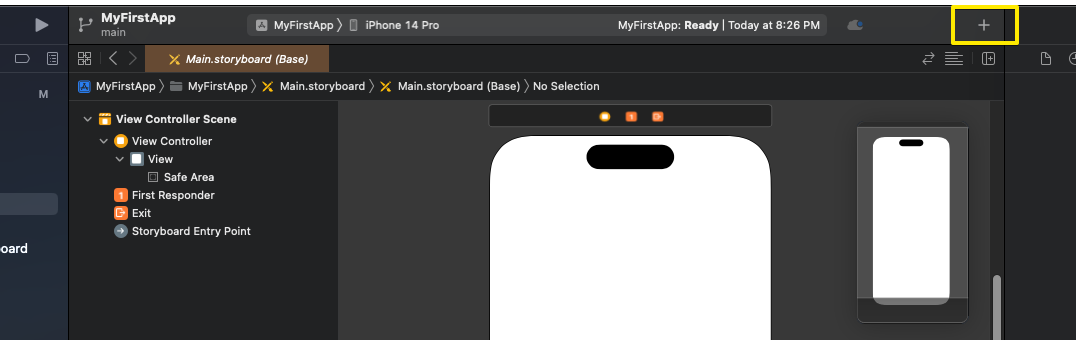 MyFirstApp
main
MyFirstApp 〉 iPhone 14 Pro
MyFirstApp: Ready | Today at 8:26 PM
Main.storyboard (Base)
MyFirstApp 〉 MyFirstApp 〉 Main.storyboard 〉 Main.storyboard (Base) 〉 No Selection
M
View Controller Scene
View Controller
View
Safe Area
1 First Responder
Exit
Storyboard Entry Point
oard
1